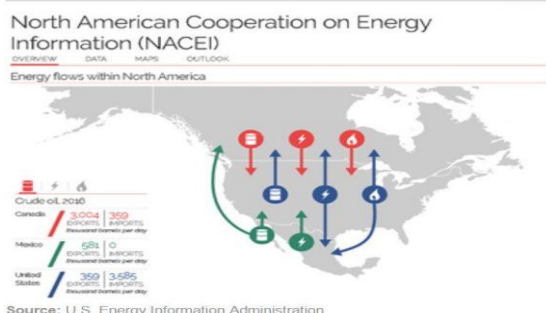 North American Cooperation on Energy
Information (NACEI)
OVERVIEW DATA MAPS OUTLOOK
Energy flows within North America
Crude oil, 2016
Canada 3,004 359
EXPORTS IMPORTS
thousand barrels per day
Mexico 581 0
EXPORTS IMPORTS
thousand barrels per day
United
States 359 3,585
EXPORTS IMPORTS
thousand barrels per day
Source: U.S. Energy Information Administration